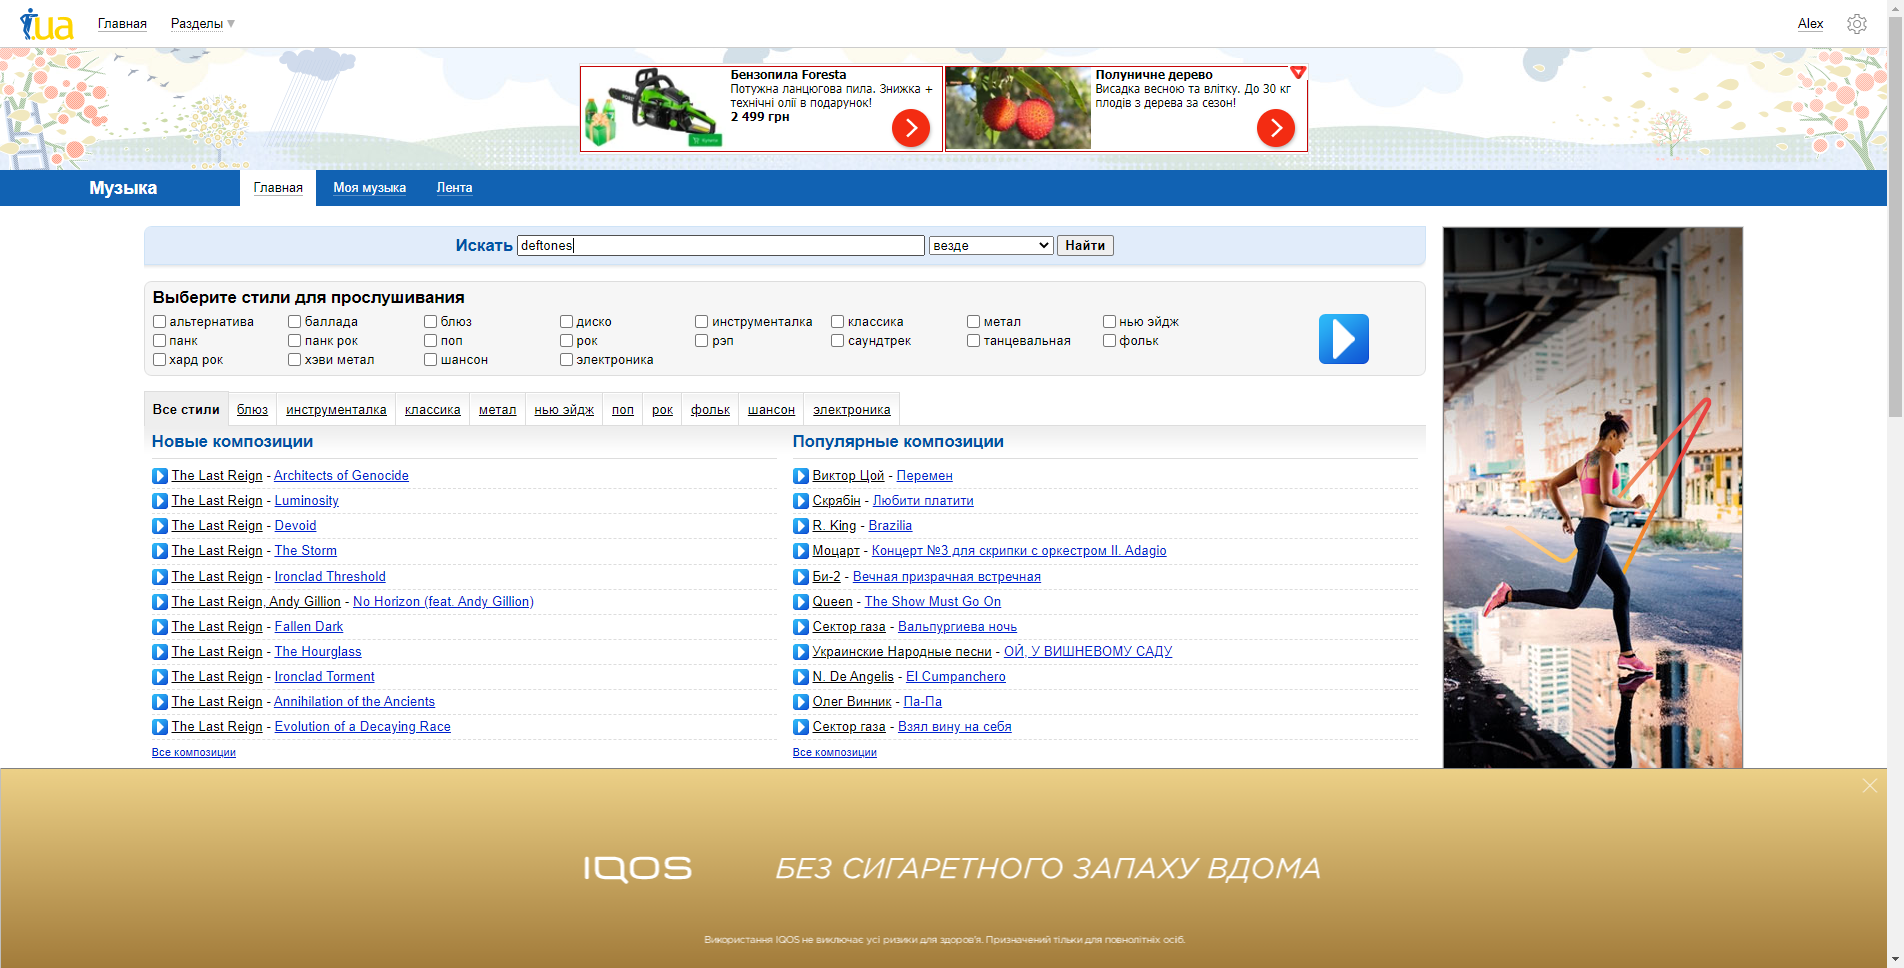 i.ua Главная Разделы Alex
Бензопила Foresta
Потужна ланцюгова пила. Знижка +
технічні олії в подарунок!
2 499 грн
Полуничне дерево
Висадка весною та влітку. До 30 кг
плодів з дерева за сезон!
Музыка Главная Моя музыка Лента
Искать deftones везде Найти
Выберите стили для прослушивания
альтернатива баллада блюз диско инструменталка классика метал нью эйдж
панк панк рок поп рок рэп саундтрек танцевальная фольк
хард рок хэви метал шансон электроника
Все стили блюз инструменталка классика метал нью эйдж поп рок фольк шансон электроника
Новые композиции
The Last Reign - Architects of Genocide
The Last Reign - Luminosity
The Last Reign - Devoid
The Last Reign - The Storm
The Last Reign - Ironclad Threshold
The Last Reign, Andy Gillion - No Horizon (feat. Andy Gillion)
The Last Reign - Fallen Dark
The Last Reign - The Hourglass
The Last Reign - Ironclad Torment
The Last Reign - Annihilation of the Ancients
The Last Reign - Evolution of a Decaying Race
Все композиции
Популярные композиции
Виктор Цой - Перемен
Скрябін - Любити платити
R. King - Brazilia
Моцарт - Концерт №3 для скрипки с оркестром II. Adagio
Би-2 - Вечная призрачная встречная
Queen - The Show Must Go On
Сектор газа - Вальпургиева ночь
Украинские Народные песни - ОЙ, У ВИШНЕВОМУ САДУ
N. De Angelis - El Cumpanchero
Олег Винник - Па-Па
Сектор газа - Взял вину на себя
Все композиции
IQOS БЕЗ СИГАРЕТНОГО ЗАПАХУ ВДОМА
Використання IQOS не виключає усі ризики для здоров'я. Призначений тільки для повнолітніх осіб.